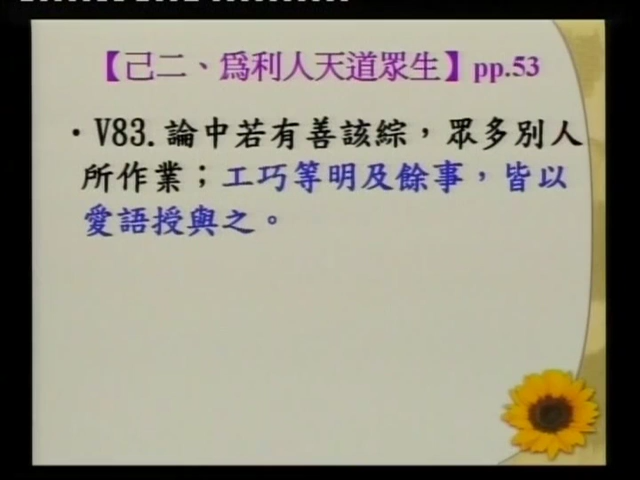 【己二、爲利人天道眾生】pp.53
・V83.論中若有善該綜，眾多別人
所作業；工巧等明及餘事，皆以
愛語授與之。